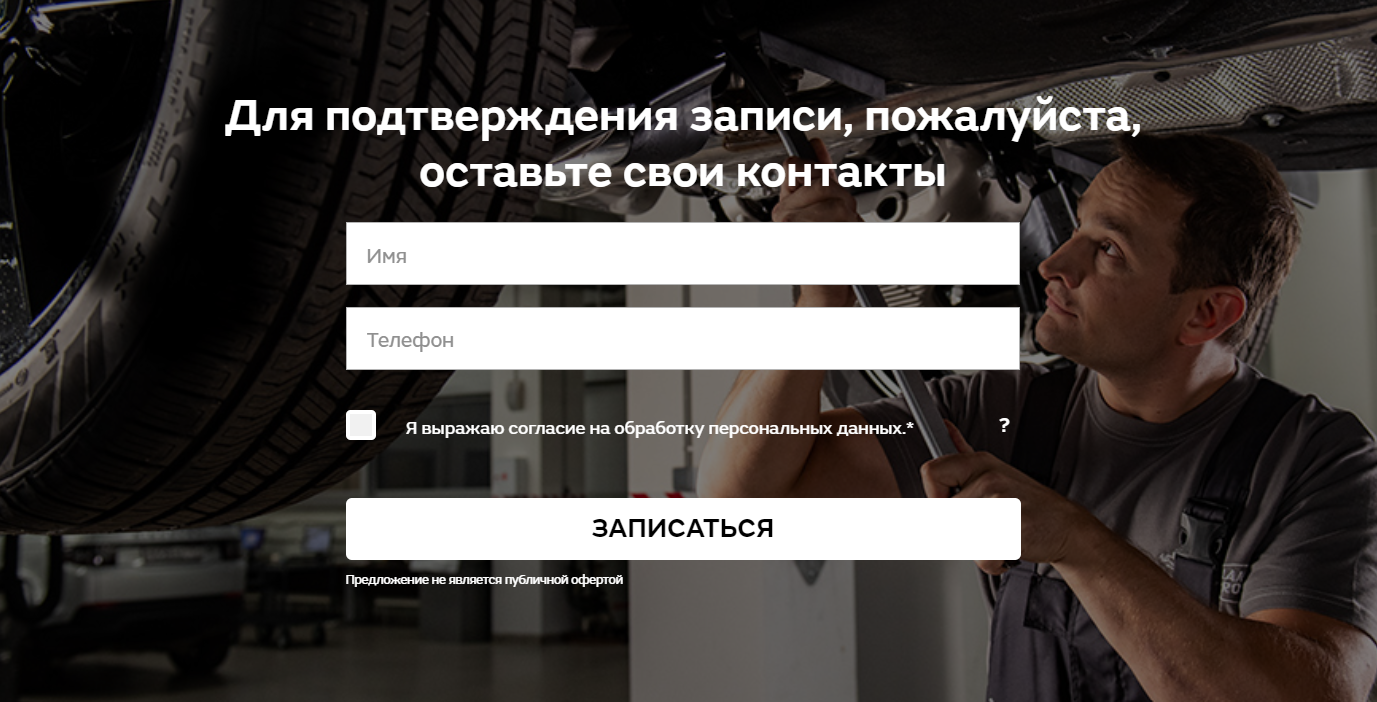 Для подтверждения записи, пожалуйста,
оставьте свои контакты
Имя
Телефон
Я выражаю согласие на обработку персональных данных.*
?
ЗАПИСАТЬСЯ
Предложение не является публичной офертой